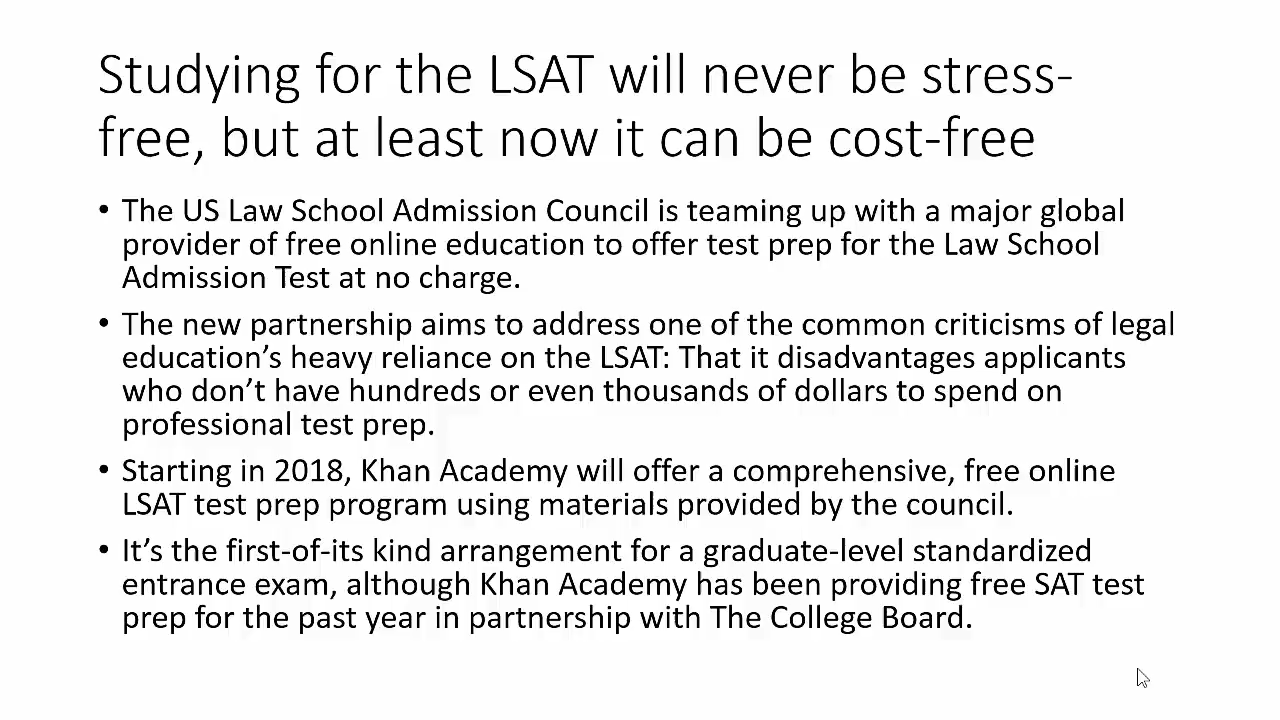 Studying for the LSAT will never be stress-
free, but at least now it can be cost-free
• The US Law School Admission Council is teaming up with a major global
provider of free online education to offer test prep for the Law School
Admission Test at no charge.
• The new partnership aims to address one of the common criticisms of legal
education’s heavy reliance on the LSAT: That it disadvantages applicants
who don’t have hundreds or even thousands of dollars to spend on
professional test prep.
• Starting in 2018, Khan Academy will offer a comprehensive, free online
LSAT test prep program using materials provided by the council.
• It’s the first-of-its kind arrangement for a graduate-level standardized
entrance exam, although Khan Academy has been providing free SAT test
prep for the past year in partnership with The College Board.